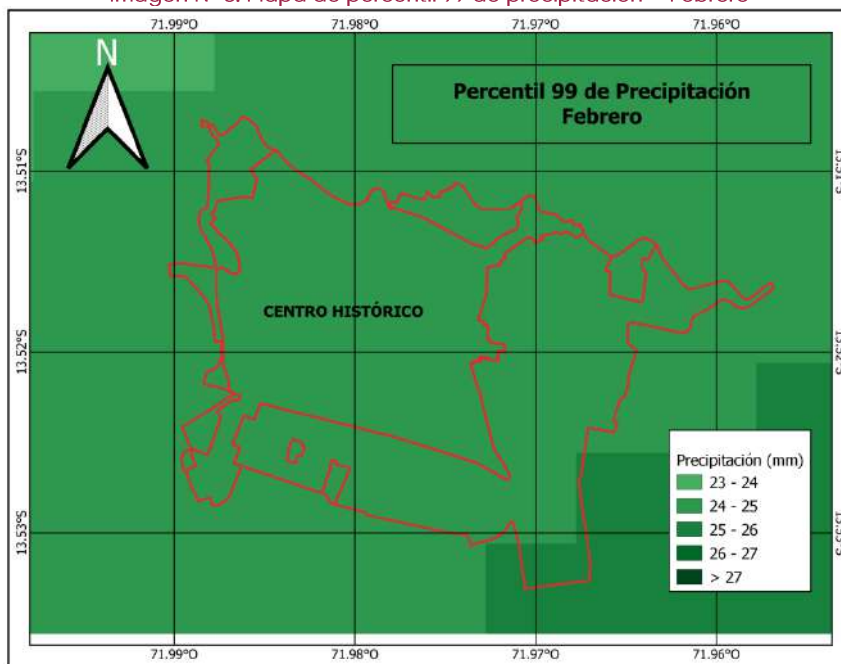 71.99°O 71.98°O 71.97°O 71.96°O
N
Percentil 99 de Precipitación
Febrero
13.51°S
CENTRO HISTÓRICO
13.52°S
Precipitación (mm)
23 - 24
24 - 25
25 - 26
26 - 27
> 27
13.53°S
71.99°O 71.98°O 71.97°O 71.96°O